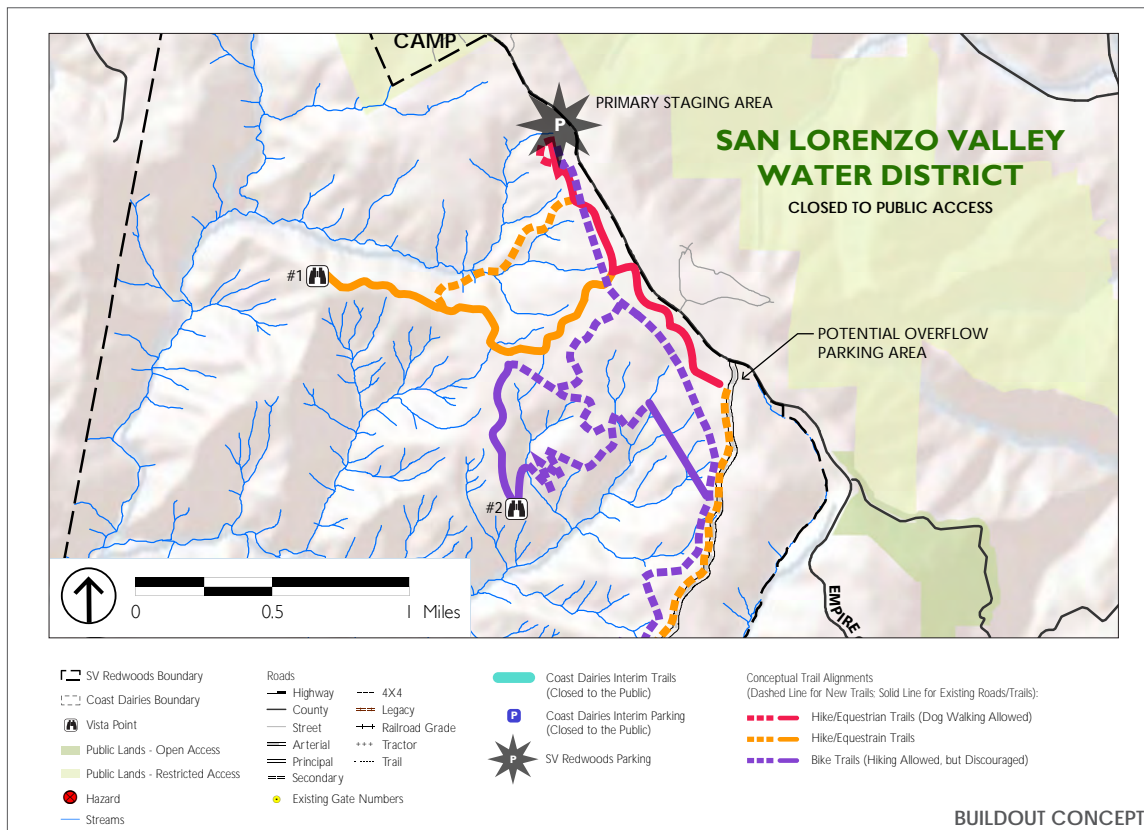 CAMP
PRIMARY STAGING AREA
P
SAN LORENZO VALLEY
WATER DISTRICT
CLOSED TO PUBLIC ACCESS
#1
POTENTIAL OVERFLOW
PARKING AREA
#2
EMPIRE
0 0.5 1 Miles
SV Redwoods Boundary
Coast Dairies Boundary
Vista Point
Public Lands - Open Access
Public Lands - Restricted Access
Hazard
Streams
Roads
Highway
County
Street
Arterial
Principal
Secondary
4X4
Legacy
Railroad Grade
Tractor
Trail
Existing Gate Numbers
Coast Dairies Interim Trails
(Closed to the Public)
P
Coast Dairies Interim Parking
(Closed to the Public)
P
SV Redwoods Parking
Conceptual Trail Alignments
(Dashed Line for New Trails; Solid Line for Existing Roads/Trails):
Hike/Equestrian Trails (Dog Walking Allowed)
Hike/Equestrain Trails
Bike Trails (Hiking Allowed, but Discouraged)
BUILDOUT CONCEPT